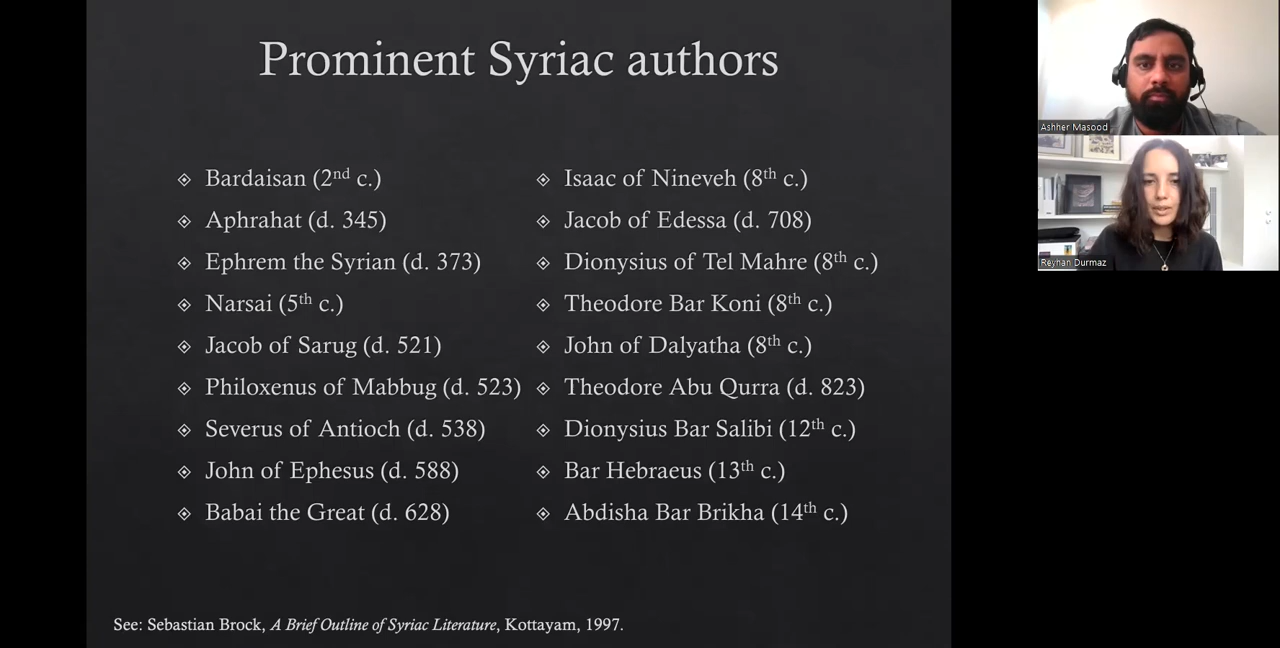 Prominent Syriac authors
Bardaisan (2nd c.)
Aphrahat (d. 345)
Ephrem the Syrian (d. 373)
Narsai (5th c.)
Jacob of Sarug (d. 521)
Philoxenus of Mabbug (d. 523)
Severus of Antioch (d. 538)
John of Ephesus (d. 588)
Babai the Great (d. 628)
Isaac of Nineveh (8th c.)
Jacob of Edessa (d. 708)
Dionysius of Tel Mahre (8th c.)
Theodore Bar Koni (8th c.)
John of Dalyatha (8th c.)
Theodore Abu Qurra (d. 823)
Dionysius Bar Salibi (12th c.)
Bar Hebraeus (13th c.)
Abdisha Bar Brikha (14th c.)
See: Sebastian Brock, A Brief Outline of Syriac Literature, Kottayam, 1997.
Ashher Masood
Reyhan Durmaz